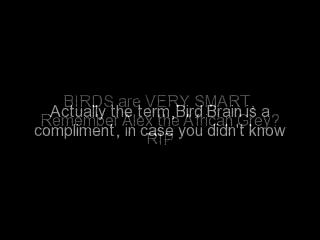 BIRDS are VERY SMART.
Actually the term,Bird Brain is a
Remember Alex the African Grey?
compliment, in case you didn't know
RIP